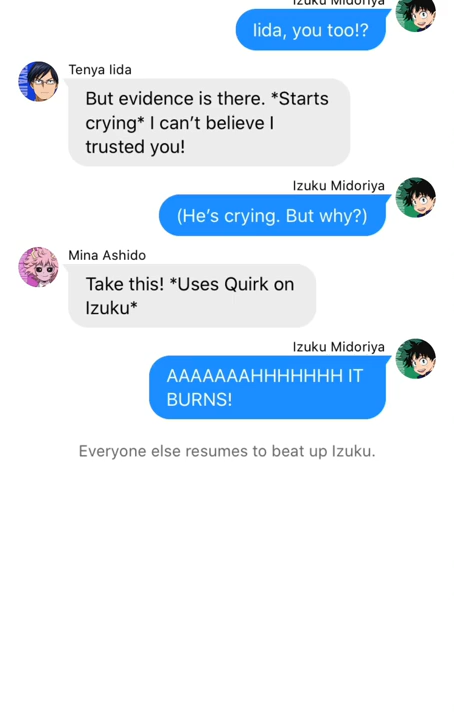 Izuku Midoriya
Iida, you too!?
Tenya Iida
But evidence is there. *Starts
crying* I can’t believe I
trusted you!
Izuku Midoriya
(He’s crying. But why?)
Mina Ashido
Take this! *Uses Quirk on
Izuku*
Izuku Midoriya
AAAAAAAHHHHHHH IT
BURNS!
Everyone else resumes to beat up Izuku.